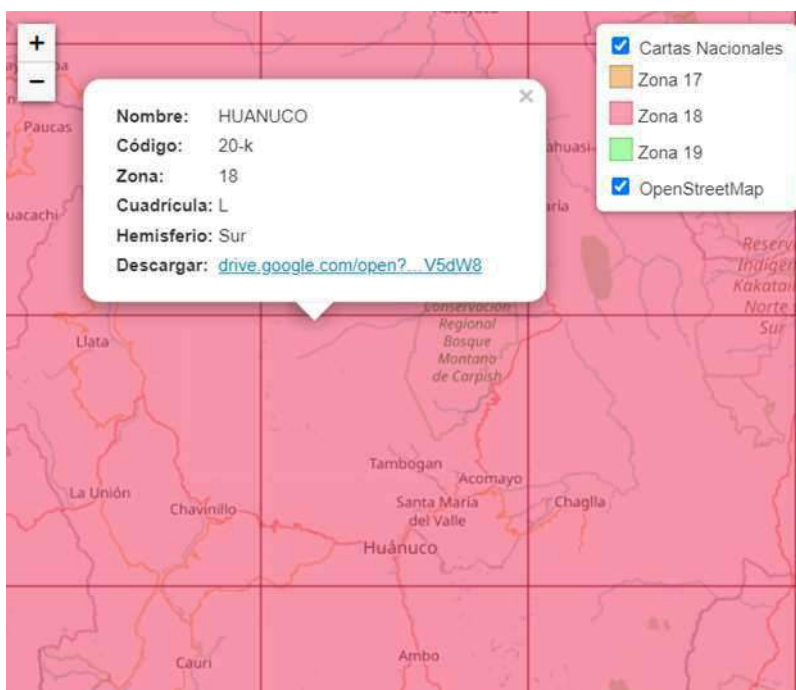 +
−
Paucas
Nombre: HUANUCO
Código: 20-k
Zona: 18
Cuadrícula: L
Hemisferio: Sur
Descargar: drive.google.com/open?...V5dW8
×
Cartas Nacionales
Zona 17
Zona 18
Zona 19
OpenStreetMap
Conservación
Regional
Bosque
Montano
de Carpish
Norte
Sur
Llata
Tambogan
Acomayo
La Unión
Chavinillo
Santa María
del Valle
Chaglla
Huánuco
Cauri
Ambo